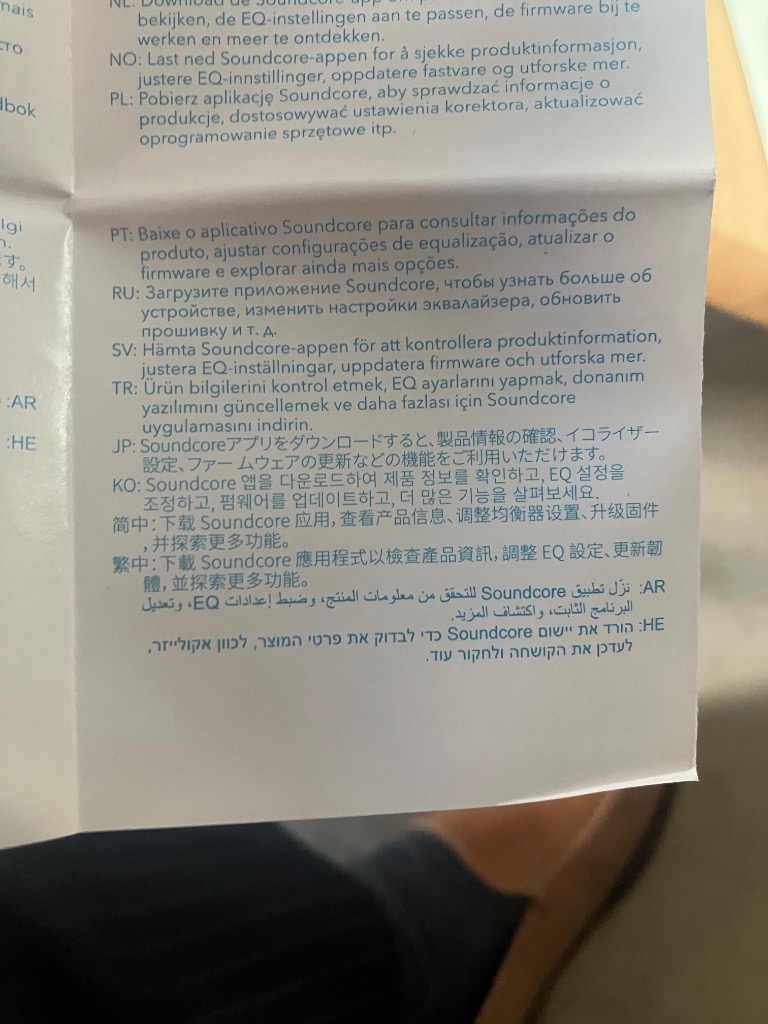 nais
сто
dbok
lgi
n.
す。
해서
:AR
:HE
NL: Download de Soundcore-app om
bekijken, de EQ-instellingen aan te passen, de firmware bij te
werken en meer te ontdekken.
NO: Last ned Soundcore-appen for å sjekke produktinformasjon,
justere EQ-innstillinger, oppdatere fastvare og utforske mer.
PL: Pobierz aplikację Soundcore, aby sprawdzać informacje o
produkcje, dostosowywać ustawienia korektora, aktualizować
oprogramowanie sprzętowe itp.
PT: Baixe o aplicativo Soundcore para consultar informações do
produto, ajustar configurações de equalização, atualizar o
firmware e explorar ainda mais opções.
RU: Загрузите приложение Soundcore, чтобы узнать больше об
устройстве, изменить настройки эквалайзера, обновить
прошивку и т. д.
SV: Hämta Soundcore-appen för att kontrollera produktinformation,
justera EQ-inställningar, uppdatera firmware och utforska mer.
TR: Ürün bilgilerini kontrol etmek, EQ ayarlarını yapmak, donanım
yazılımını güncellemek ve daha fazlası için Soundcore
uygulamasını indirin.
JP: Soundcoreアプリをダウンロードすると、製品情報の確認、イコライザー
設定、ファームウェアの更新などの機能をご利用いただけます。
KO: Soundcore 앱을 다운로드하여 제품 정보를 확인하고, EQ 설정을
조정하고, 펌웨어를 업데이트하고, 더 많은 기능을 살펴보세요.
简中：下载 Soundcore 应用，查看产品信息、调整均衡器设置、升级固件
，并探索更多功能。
繁中：下載 Soundcore 應用程式以檢查產品資訊，調整 EQ 設定、更新韌
體，並探索更多功能。
AR: نزّل تطبيق Soundcore للتحقق من معلومات المنتج، وضبط إعدادات EQ، وتعديل
البرنامج الثابت، واكتشاف المزيد.
HE: הורד את יישום Soundcore כדי לבדוק את פרטי המוצר, לכוון אקולייזר,
לעדכן את הקושחה ולחקור עוד.